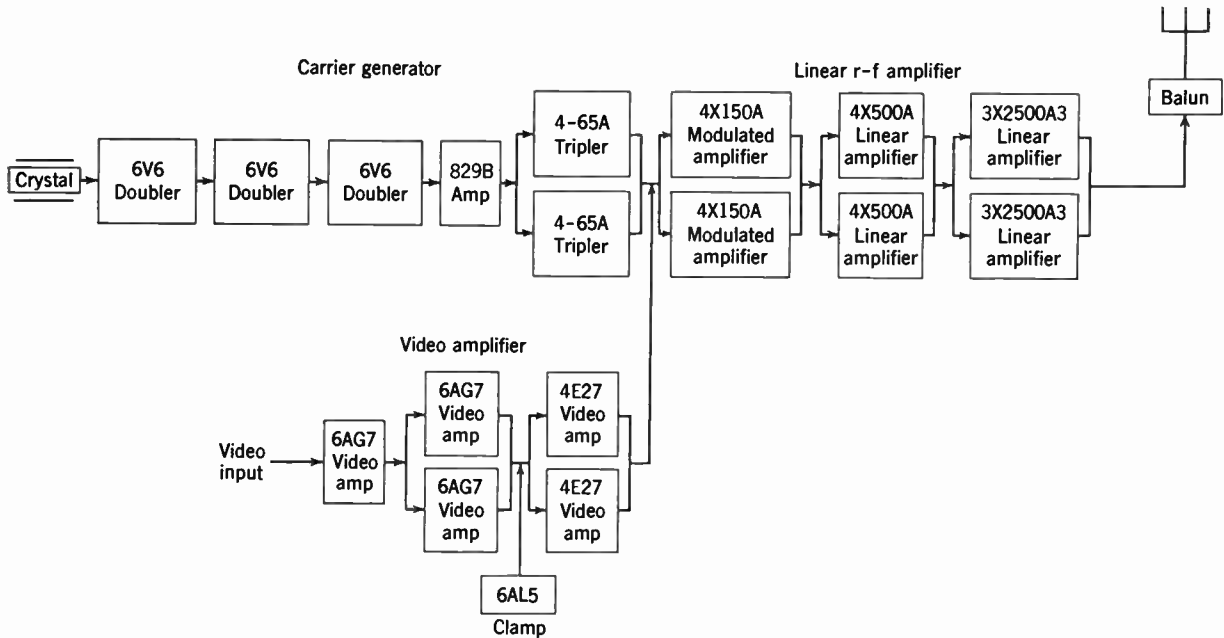 Carrier generator
Linear r-f amplifier
Balun
Crystal
6V6
Doubler
6V6
Doubler
6V6
Doubler
829B
Amp
4-65A
Tripler
4-65A
Tripler
4X150A
Modulated
amplifier
4X150A
Modulated
amplifier
4X500A
Linear
amplifier
4X500A
Linear
amplifier
3X2500A3
Linear
amplifier
3X2500A3
Linear
amplifier
Video amplifier
Video
input
6AG7
Video
amp
6AG7
Video
amp
6AG7
Video
amp
4E27
Video
amp
4E27
Video
amp
6AL5
Clamp